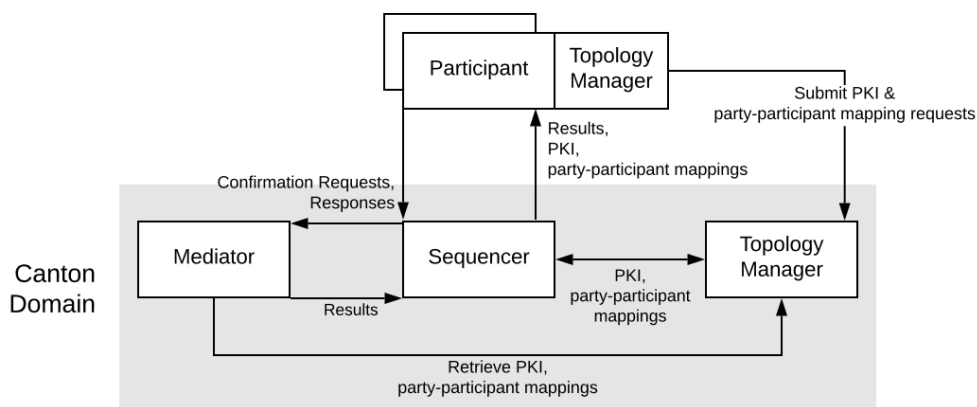 Participant
Topology
Manager
Submit PKI &
party-participant mapping requests
Results,
PKI,
party-participant mappings
Confirmation Requests,
Responses
Canton
Domain
Mediator
Sequencer
Topology
Manager
Results
PKI,
party-participant
mappings
Retrieve PKI,
party-participant mappings